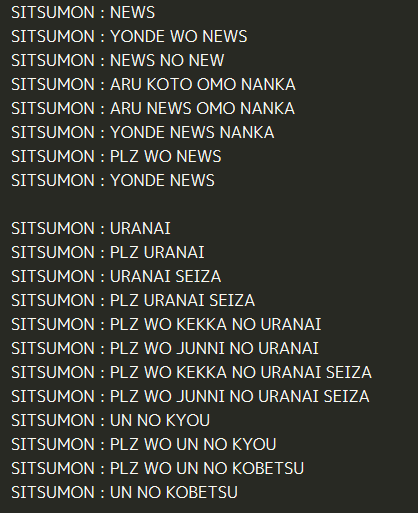 SITSUMON : NEWS
SITSUMON : YONDE WO NEWS
SITSUMON : NEWS NO NEW
SITSUMON : ARU KOTO OMO NANKA
SITSUMON : ARU NEWS OMO NANKA
SITSUMON : YONDE NEWS NANKA
SITSUMON : PLZ WO NEWS
SITSUMON : YONDE NEWS
SITSUMON : URANAI
SITSUMON : PLZ URANAI
SITSUMON : URANAI SEIZA
SITSUMON : PLZ URANAI SEIZA
SITSUMON : PLZ WO KEKKA NO URANAI
SITSUMON : PLZ WO JUNNI NO URANAI
SITSUMON : PLZ WO KEKKA NO URANAI SEIZA
SITSUMON : PLZ WO JUNNI NO URANAI SEIZA
SITSUMON : UN NO KYOU
SITSUMON : PLZ WO UN NO KYOU
SITSUMON : PLZ WO UN NO KOBETSU
SITSUMON : UN NO KOBETSU